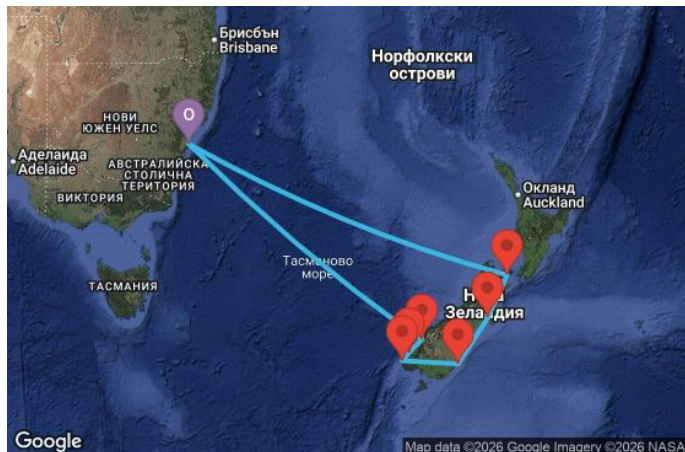 Брисбън
Brisbane
Норфолкски
острови
О
НОВИ
ЮЖЕН УЕЛС
Аделаида
Adelaide
АВСТРАЛИЙСКА
СТОЛИЧНА
ТЕРИТОРИЯ
ВИКТОРИЯ
Окланд
Auckland
Тасманово
море
ТАСМАНИЯ
Зеландия
Google
Map data ©2026 Google Imagery ©2026 NASA